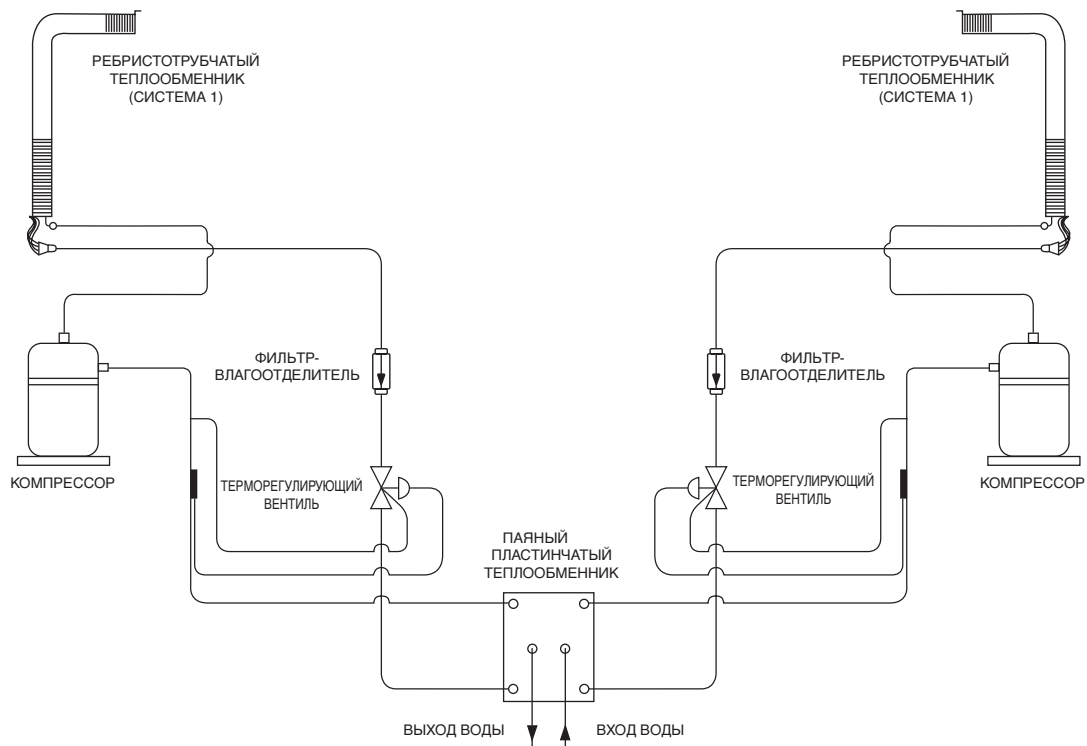 РЕБРИСТОТРУБЧАТЫЙ
ТЕПЛООБМЕННИК
(СИСТЕМА 1)
РЕБРИСТОТРУБЧАТЫЙ
ТЕПЛООБМЕННИК
(СИСТЕМА 1)
ФИЛЬТР-
ВЛАГООТДЕЛИТЕЛЬ
ФИЛЬТР-
ВЛАГООТДЕЛИТЕЛЬ
КОМПРЕССОР
ТЕРМОРЕГУЛИРУЮЩИЙ
ВЕНТИЛЬ
ТЕРМОРЕГУЛИРУЮЩИЙ
ВЕНТИЛЬ
КОМПРЕССОР
ПАЯНЫЙ
ПЛАСТИНЧАТЫЙ
ТЕПЛООБМЕННИК
ВЫХОД ВОДЫ
ВХОД ВОДЫ